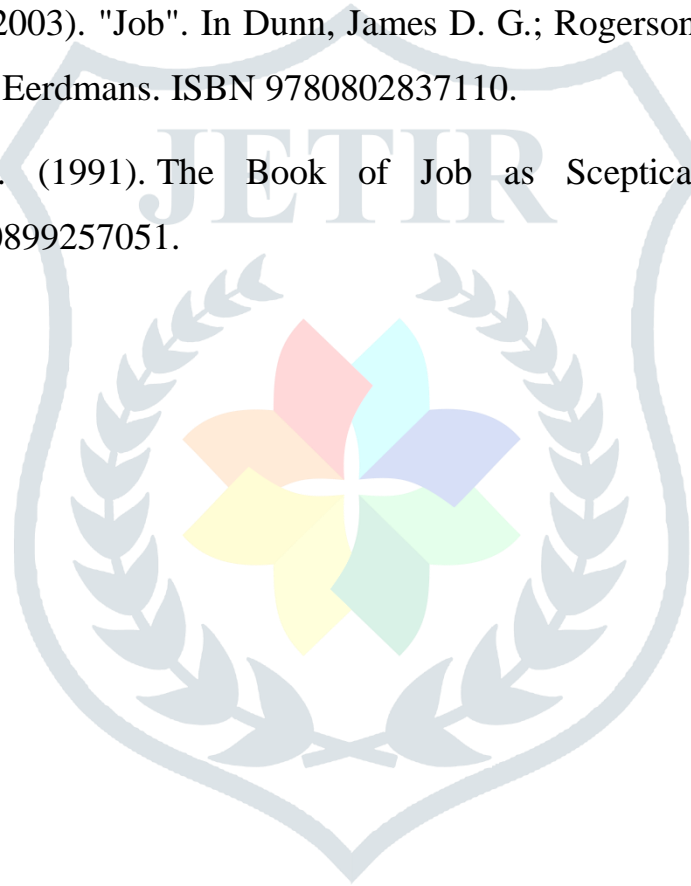 2003). "Job". In Dunn, James D. G.; Rogerson
Eerdmans. ISBN 9780802837110.
JETIR
. (1991). The Book of Job as Sceptica
0899257051.